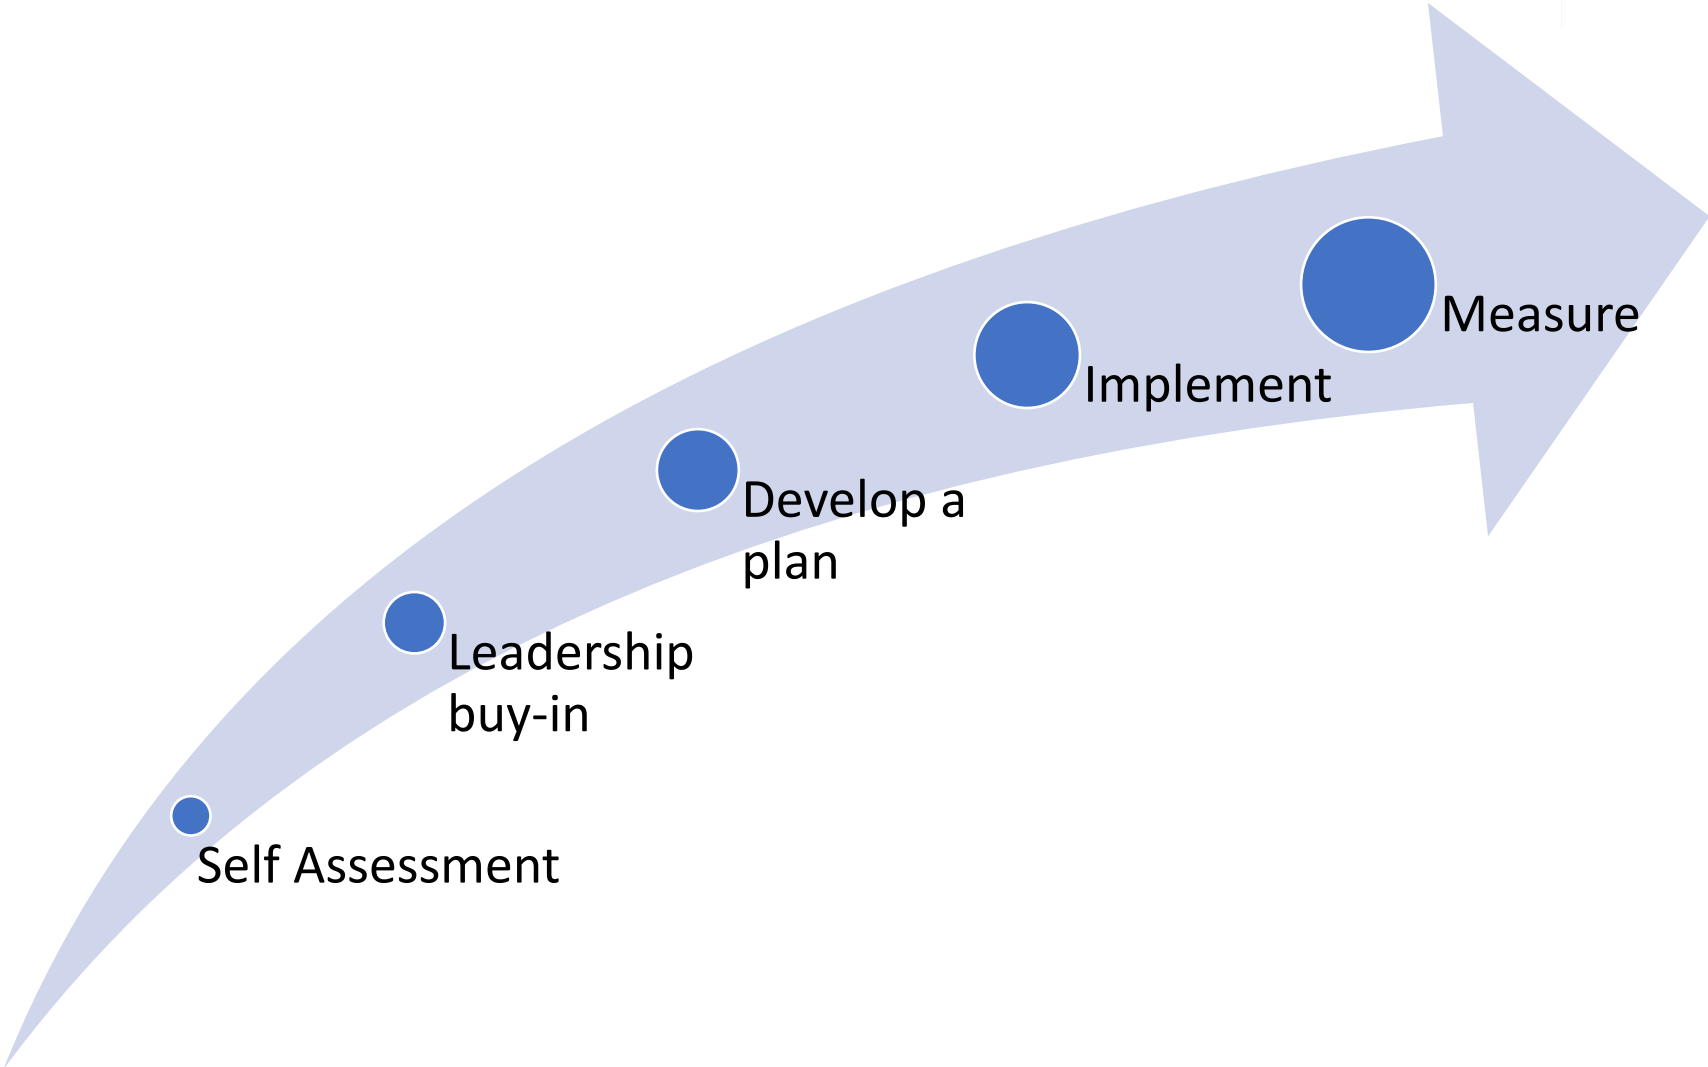 Measure
Implement
Develop a
plan
Leadership
buy-in
Self Assessment